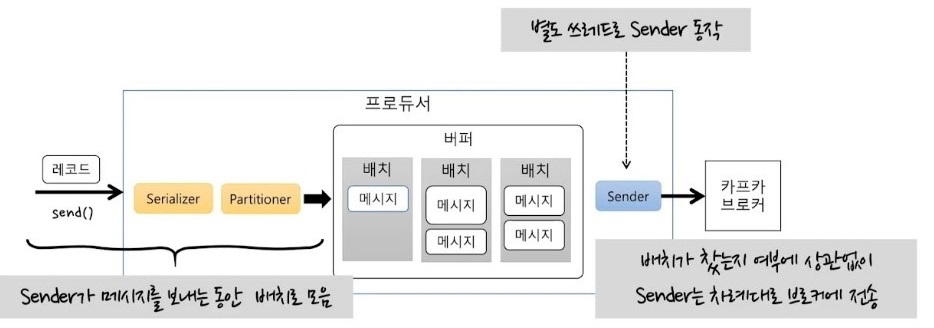 별도 쓰레드로 Sender 동작
프로듀서
버퍼
레코드
send()
Serializer
Partitioner
배치
메시지
배치
메시지
메시지
배치
메시지
메시지
Sender
카프카
브로커
Sender가 메시지를 보내는 동안 배치로 모음
배치가 찼는지 여부에 상관없이
Sender는 차례대로 브로커에 전송